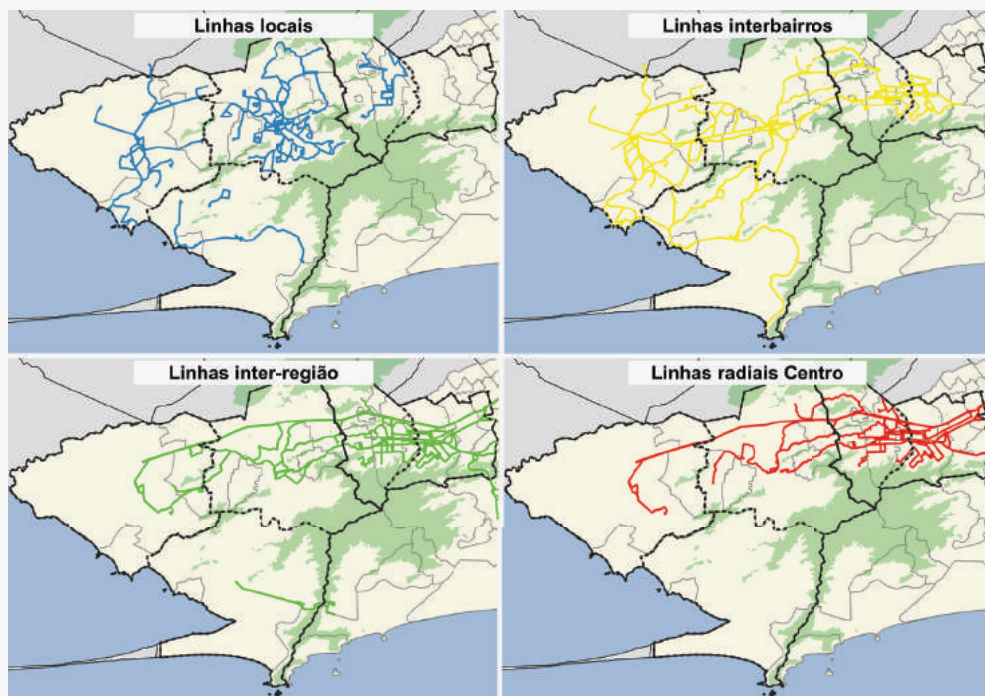 Linhas locais
Linhas interbairros
Linhas inter-região
Linhas radiais Centro